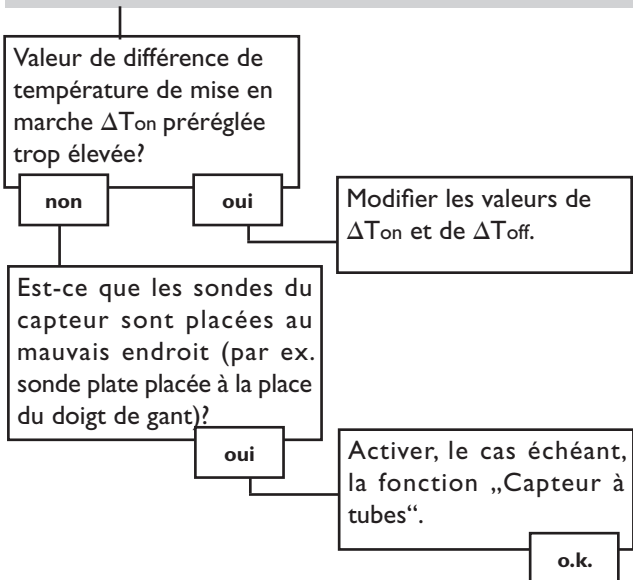 Valeur de différence de
température de mise en
marche ΔTon préréglée
trop élevée?
non
oui
Modifier les valeurs de
ΔTon et de ΔToff.
Est-ce que les sondes du
capteur sont placées au
mauvais endroit (par ex.
sonde plate placée à la place
du doigt de gant)?
oui
Activer, le cas échéant,
la fonction „Capteur à
tubes“.
o.k.